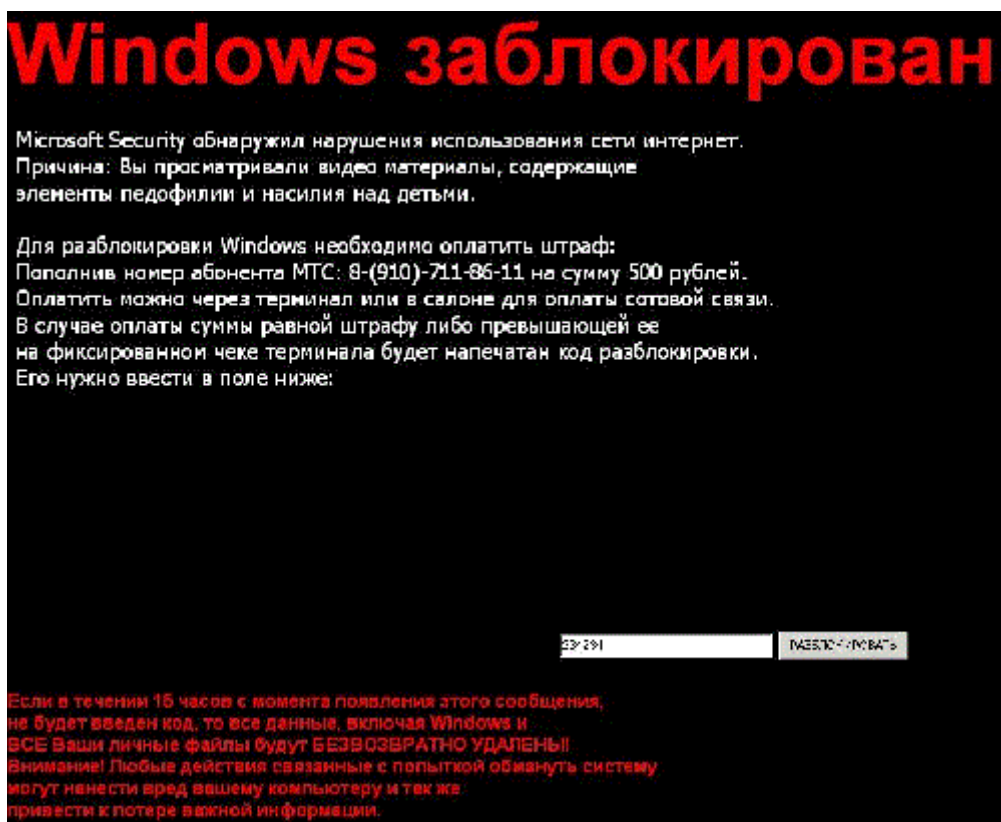 Windows заблокирован
Microsoft Security обнаружил нарушения использования сети интернет.
Причина: Вы просматривали видео материалы, содержащие
элементы педофилии и насилия над детьми.
Для разблокировки Windows необходимо оплатить штраф:
Пополнив номер абонента МТС: 8-(910)-711-86-11 на сумму 500 рублей.
Оплатить можно через терминал или в салоне для оплаты сотовой связи.
В случае оплаты суммы равной штрафу либо превышающей ее
на фиксированном чеке терминала будет напечатан код разблокировки.
Его нужно ввести в поле ниже:
РАЗБЛОКИРОВАТЬ
Если в течении 15 часов с момента появления этого сообщения,
не будет введен код, то все данные, включая Windows и
ВСЕ Ваши личные файлы будут БЕЗВОЗВРАТНО УДАЛЕНЫ!!
Внимание! Любые действия связанные с попыткой обмануть систему
могут нанести вред вашему компьютеру и так же
привести к потере важной информации.